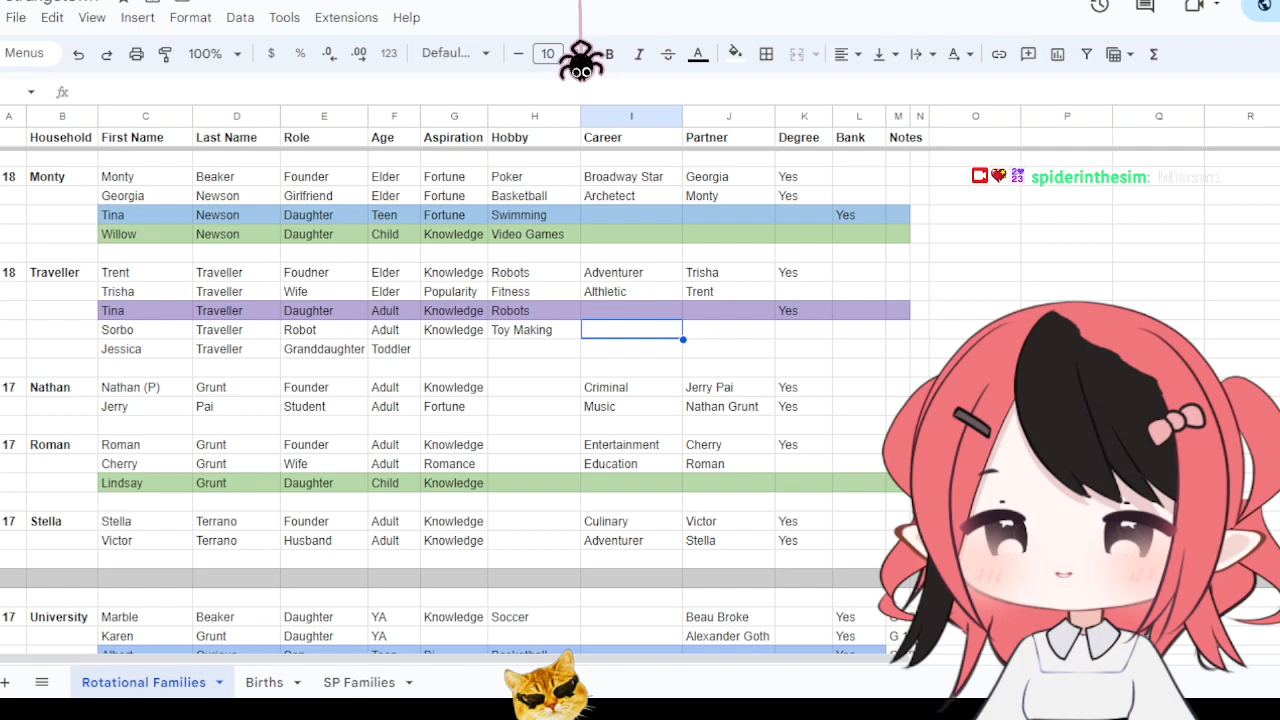 File Edit View Insert Format Data Tools Extensions Help
Menus 100% $ % .0 .00 123 Defaul... 10 B I A
fx
A B C D E F G H I J K L M N O P Q R
Household First Name Last Name Role Age Aspiration Hobby Career Partner Degree Bank Notes
18 Monty Monty Beaker Founder Elder Fortune Poker Broadway Star Georgia Yes
spiderinthesim: !discord
Georgia Newson Girlfriend Elder Fortune Basketball Archetect Monty Yes
Tina Newson Daughter Teen Fortune Swimming Yes
Willow Newson Daughter Child Knowledge Video Games
18 Traveller Trent Traveller Foudner Elder Knowledge Robots Adventurer Trisha Yes
Trisha Traveller Wife Elder Popularity Fitness Althletic Trent
Tina Traveller Daughter Adult Knowledge Robots Yes
Sorbo Traveller Robot Adult Knowledge Toy Making
Jessica Traveller Granddaughter Toddler
17 Nathan Nathan (P) Grunt Founder Adult Knowledge Criminal Jerry Pai Yes
Jerry Pai Student Adult Fortune Music Nathan Grunt Yes
17 Roman Roman Grunt Founder Adult Knowledge Entertainment Cherry Yes
Cherry Grunt Wife Adult Romance Education Roman
Lindsay Grunt Daughter Child Knowledge
17 Stella Stella Terrano Founder Adult Knowledge Culinary Victor Yes
Victor Terrano Husband Adult Knowledge Adventurer Stella Yes
17 University Marble Beaker Daughter YA Knowledge Soccer Beau Broke Yes
Karen Grunt Daughter YA Alexander Goth Yes
Rotational Families Births SP Families